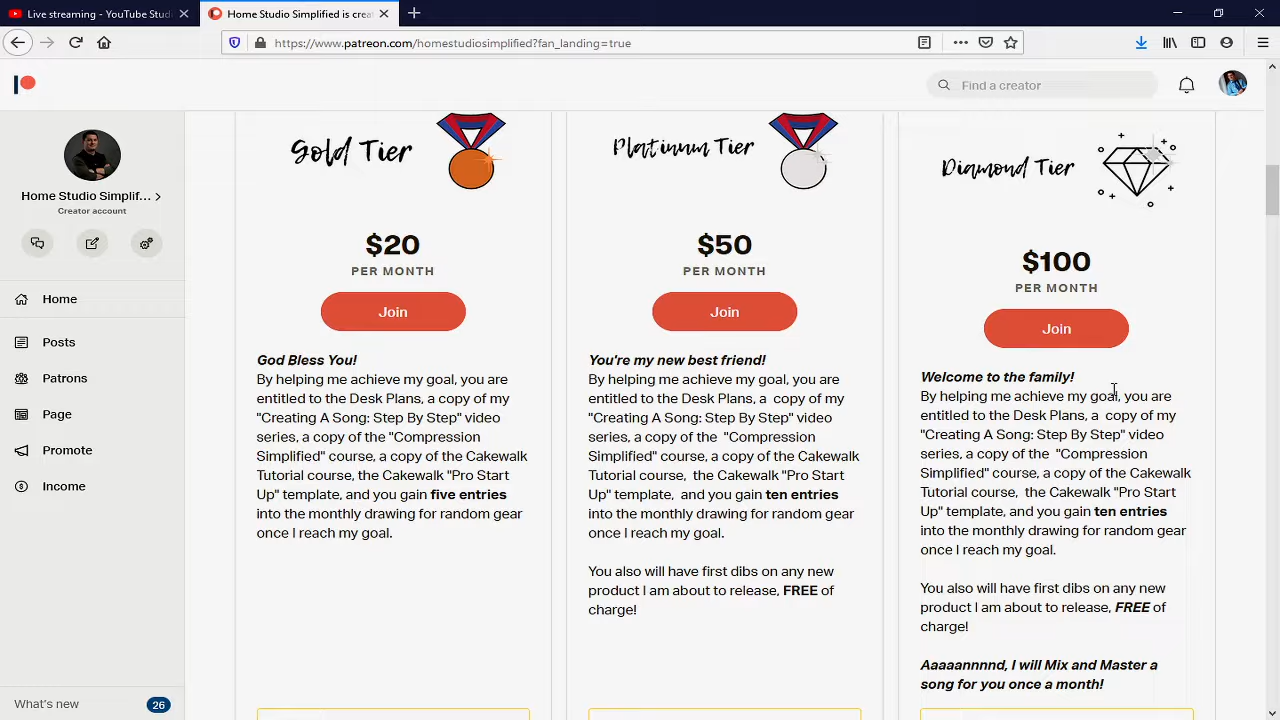 Live streaming - YouTube Stud
Home Studio Simplified is creat
https://www.patreon.com/homestudiosimplified?fan_landing=true
Find a creator
Home Studio Simplif...
Creator account
Home
Posts
Patrons
Page
Promote
Income
What's new
26
Gold Tier
$20
PER MONTH
Join
God Bless You!
By helping me achieve my goal, you are
entitled to the Desk Plans, a copy of my
"Creating A Song: Step By Step" video
series, a copy of the "Compression
Simplified" course, a copy of the Cakewalk
Tutorial course, the Cakewalk "Pro Start
Up" template, and you gain five entries
into the monthly drawing for random gear
once I reach my goal.
Platinum Tier
$50
PER MONTH
Join
You're my new best friend!
By helping me achieve my goal, you are
entitled to the Desk Plans, a copy of my
"Creating A Song: Step By Step" video
series, a copy of the "Compression
Simplified" course, a copy of the Cakewalk
Tutorial course, the Cakewalk "Pro Start
Up" template, and you gain ten entries
into the monthly drawing for random gear
once I reach my goal.
You also will have first dibs on any new
product I am about to release, FREE of
charge!
Diamond Tier
$100
PER MONTH
Join
Welcome to the family!
By helping me achieve my goal, you are
entitled to the Desk Plans, a copy of my
"Creating A Song: Step By Step" video
series, a copy of the "Compression
Simplified" course, a copy of the Cakewalk
Tutorial course, the Cakewalk "Pro Start
Up" template, and you gain ten entries
into the monthly drawing for random gear
once I reach my goal.
You also will have first dibs on any new
product I am about to release, FREE of
charge!
Aaaannnnd, I will Mix and Master a
song for you once a month!